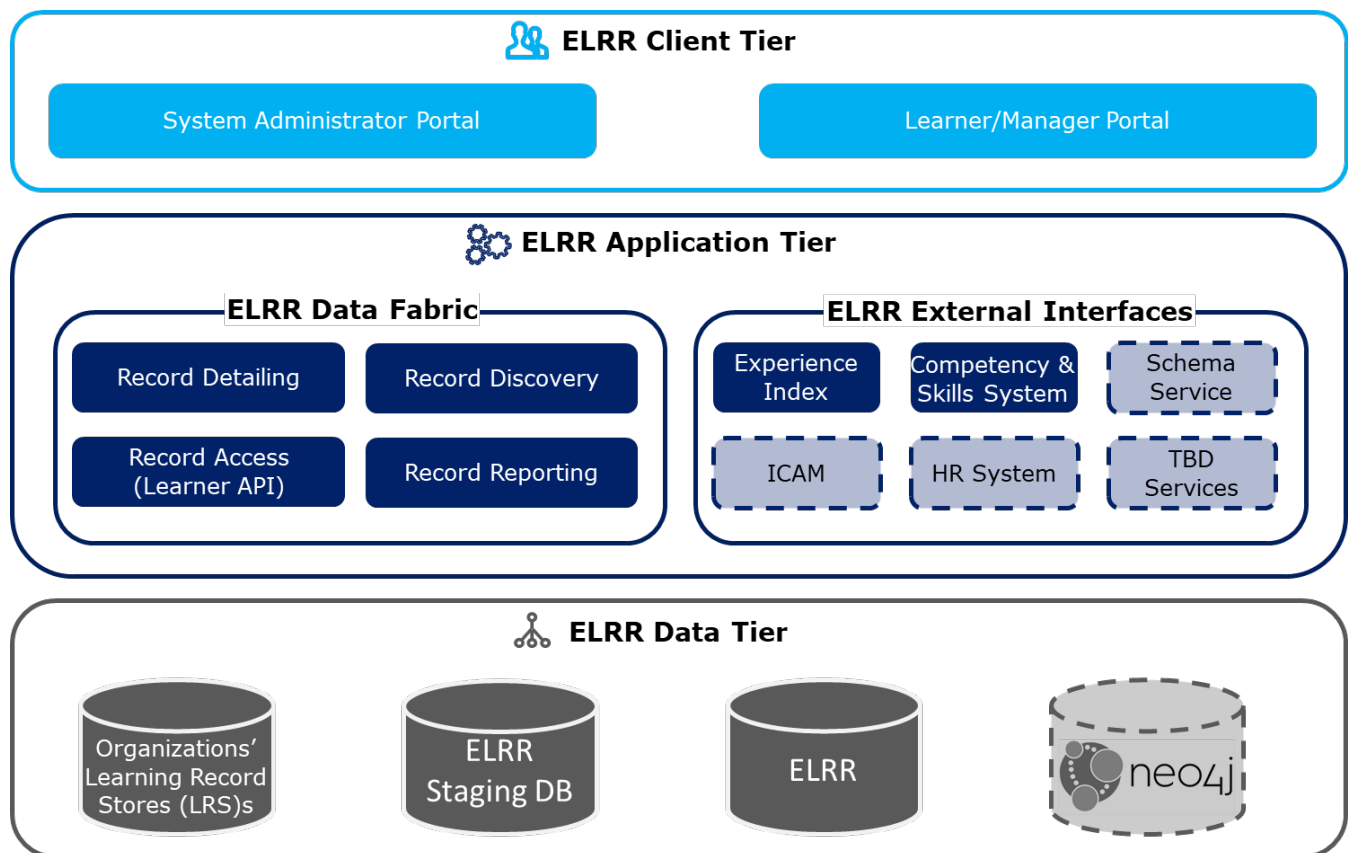 ELRR Client Tier
System Administrator Portal
Learner/Manager Portal
ELRR Application Tier
ELRR Data Fabric
Record Detailing
Record Discovery
Record Access
(Learner API)
Record Reporting
ELRR External Interfaces
Experience
Index
Competency &
Skills System
Schema
Service
ICAM
HR System
TBD
Services
ELRR Data Tier
Organizations’
Learning Record
Stores (LRS)s
ELRR
Staging DB
ELRR
neo4j